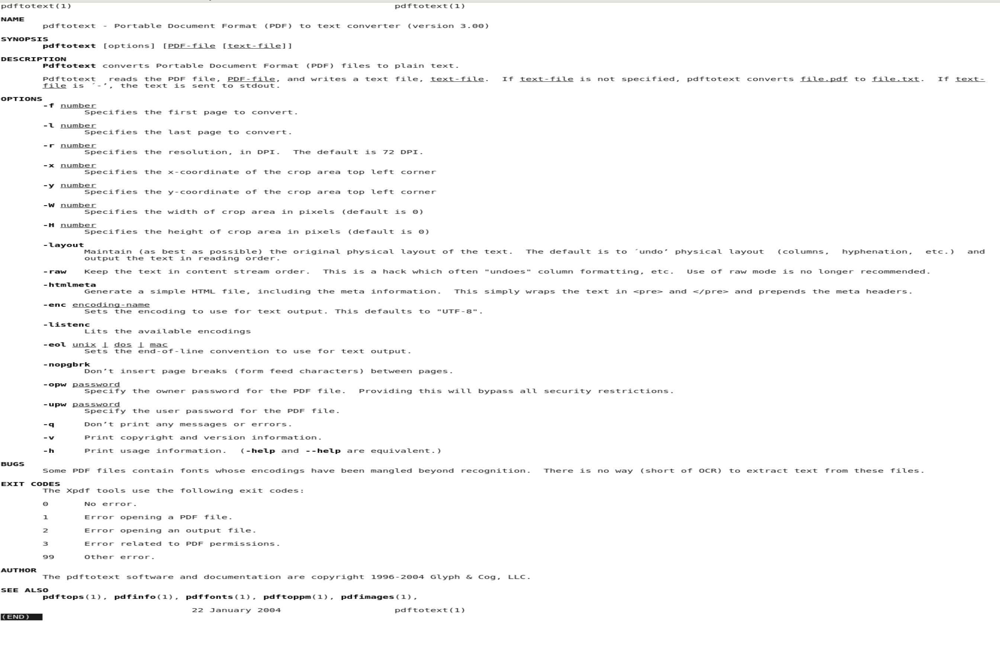 pdftotext(1) pdftotext(1)
NAME
pdftotext - Portable Document Format (PDF) to text converter (version 3.00)
SYNOPSIS
pdftotext [options] [PDF-file [text-file]]
DESCRIPTION
Pdftotext converts Portable Document Format (PDF) files to plain text.
Pdftotext reads the PDF file, PDF-file, and writes a text file, text-file. If text-file is not specified, pdftotext converts file.pdf to file.txt. If text-
file is ´-’, the text is sent to stdout.
OPTIONS
-f number
Specifies the first page to convert.
-l number
Specifies the last page to convert.
-r number
Specifies the resolution, in DPI. The default is 72 DPI.
-x number
Specifies the x-coordinate of the crop area top left corner
-y number
Specifies the y-coordinate of the crop area top left corner
-W number
Specifies the width of crop area in pixels (default is 0)
-H number
Specifies the height of crop area in pixels (default is 0)
-layout
Maintain (as best as possible) the original physical layout of the text. The default is to ´undo’ physical layout (columns, hyphenation, etc.) and
output the text in reading order.
-raw Keep the text in content stream order. This is a hack which often "undoes" column formatting, etc. Use of raw mode is no longer recommended.
-htmlmeta
Generate a simple HTML file, including the meta information. This simply wraps the text in <pre> and </pre> and prepends the meta headers.
-enc encoding-name
Sets the encoding to use for text output. This defaults to "UTF-8".
-listenc
Lits the available encodings
-eol unix | dos | mac
Sets the end-of-line convention to use for text output.
-nopgbrk
Don’t insert page breaks (form feed characters) between pages.
-opw password
Specify the owner password for the PDF file. Providing this will bypass all security restrictions.
-upw password
Specify the user password for the PDF file.
-q Don’t print any messages or errors.
-v Print copyright and version information.
-h Print usage information. (-help and --help are equivalent.)
BUGS
Some PDF files contain fonts whose encodings have been mangled beyond recognition. There is no way (short of OCR) to extract text from these files.
EXIT CODES
The Xpdf tools use the following exit codes:
0 No error.
1 Error opening a PDF file.
2 Error opening an output file.
3 Error related to PDF permissions.
99 Other error.
AUTHOR
The pdftotext software and documentation are copyright 1996-2004 Glyph & Cog, LLC.
SEE ALSO
pdftops(1), pdfinfo(1), pdffonts(1), pdftoppm(1), pdfimages(1),
22 January 2004 pdftotext(1)
(END)